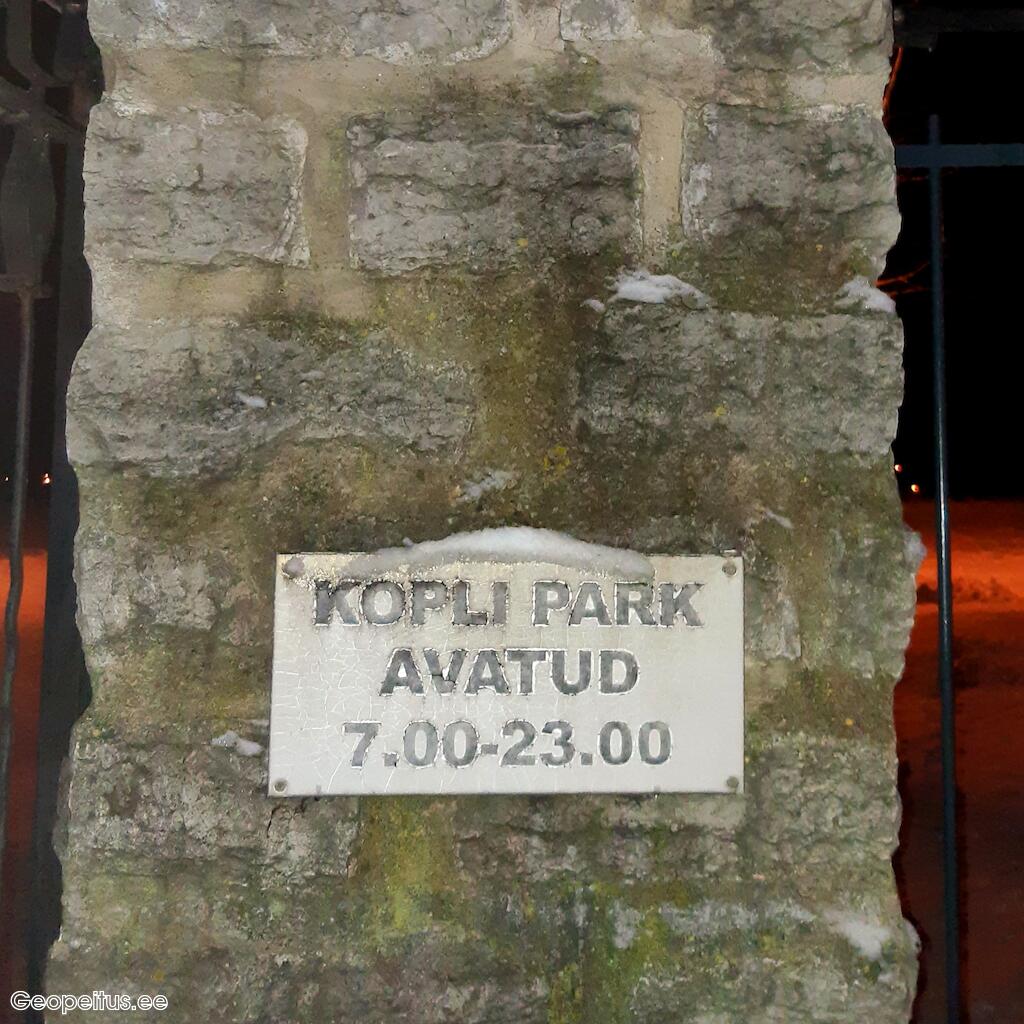 KOPLI PARK
AVATUD
7.00-23.00
Geopeitus.ee